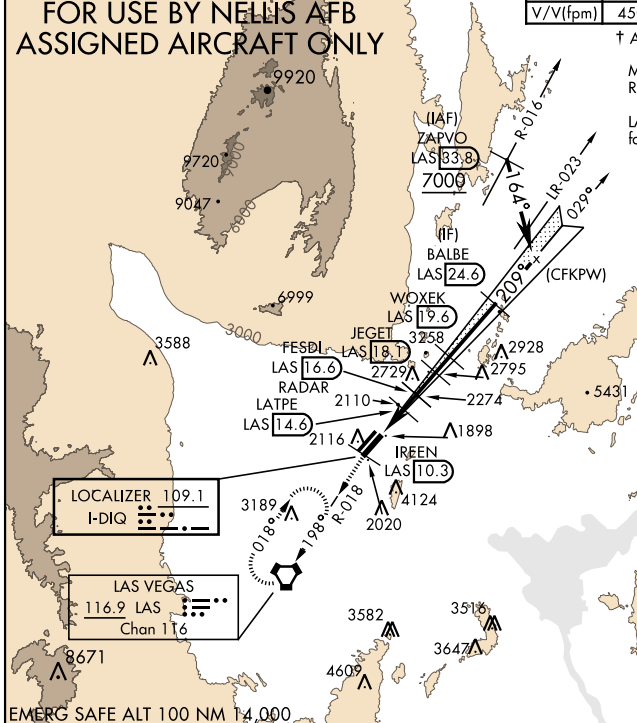 FOR USE BY NELLIS AFB
ASSIGNED AIRCRAFT ONLY
V/V(fpm) 45
† A
M
R
LA
fo
9920
9720
7000
9047
6000
(IAF)
ZAPVO
LAS 33.8
7000
R-016
164°
LR-023
029°
209°
(CFKPW)
(IF)
BALBE
LAS 24.6
6999
WOXEK
LAS 19.6
3000
3258
JEGET
LAS 18.1
3588
FESDI
LAS 16.6
RADAR
2729
2928
2795
5431
LATPE
LAS 14.6
2110
2274
2116
1898
IREEN
LAS 10.3
4124
LOCALIZER 109.1
I-DIQ
3189
R-018
018°
198°
2020
LAS VEGAS
116.9 LAS
Chan 116
3582
3516
3647
8671
4609
EMERG SAFE ALT 100 NM 14,000